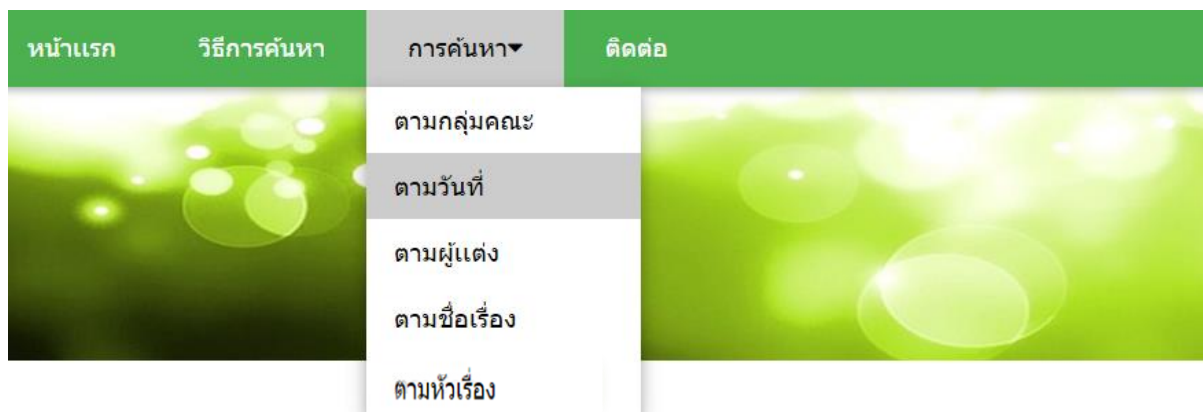 หน้าแรก วิธีการค้นหา การค้นหา▾ ติดต่อ
ตามกลุ่มคณะ
ตามวันที่
ตามผู้แต่ง
ตามชื่อเรื่อง
ตามหัวเรื่อง